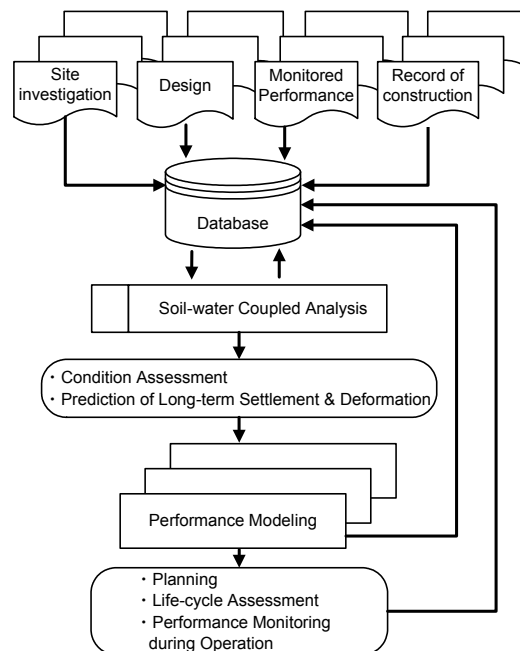 Site
investigation
Design
Monitored
Performance
Record of
construction
Database
Soil-water Coupled Analysis
・Condition Assessment
・Prediction of Long-term Settlement & Deformation
Performance Modeling
・Planning
・Life-cycle Assessment
・Performance Monitoring
during Operation